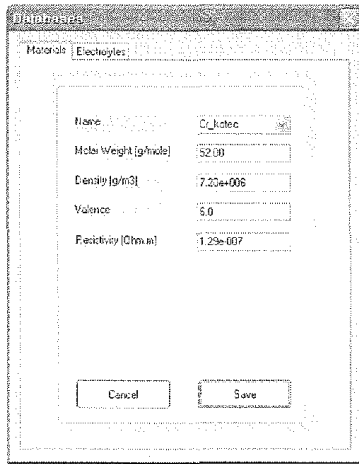 Databases
Materials Electrolytes
Name Cr_kotec
Molar Weight [g/mole] 52.00
Density [g/m3] 7.20e+006
Valence 6.0
Resistivity [Ohm.m] 1.29e-007
Cancel Save